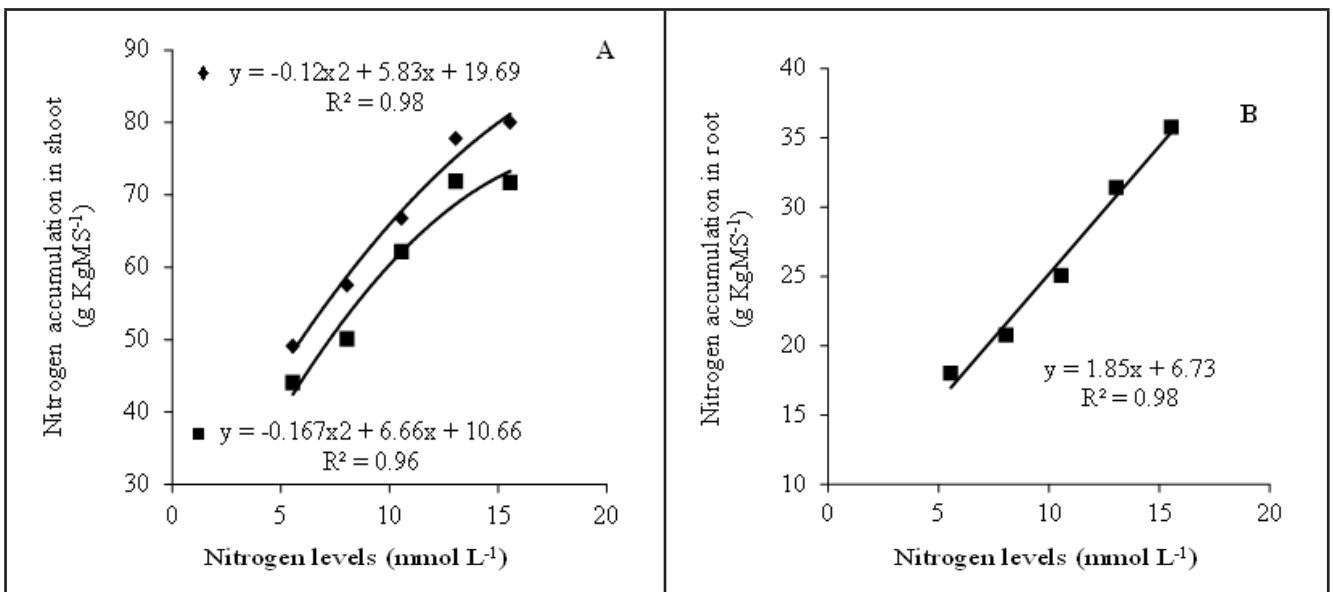 A
y = -0.12x2 + 5.83x + 19.69
R² = 0.98
y = -0.167x2 + 6.66x + 10.66
R² = 0.96
90
80
70
60
50
40
30
0 5 10 15 20
Nitrogen accumulation in shoot
(g KgMS⁻¹)
Nitrogen levels (mmol L⁻¹)
B
y = 1.85x + 6.73
R² = 0.98
40
35
30
25
20
15
10
0 5 10 15 20
Nitrogen accumulation in root
(g KgMS⁻¹)
Nitrogen levels (mmol L⁻¹)